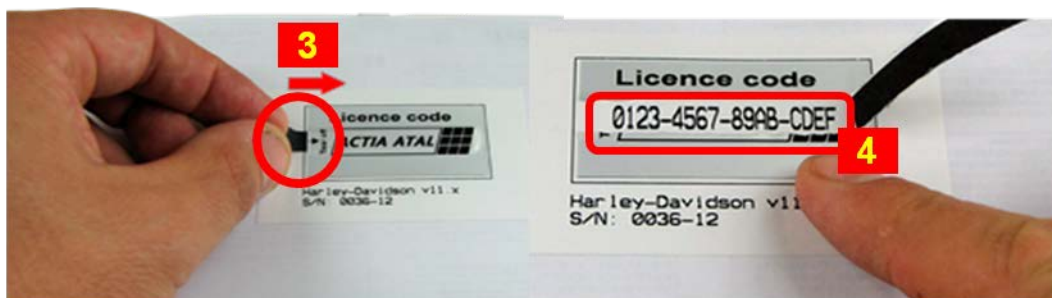 3
Licence code
ACTIA ATAL
Harley-Davidson v11.x
S/N: 0036-12
Licence code
0123-4567-89AB-CDEF
4
Harley-Davidson v11
S/N: 0036-12